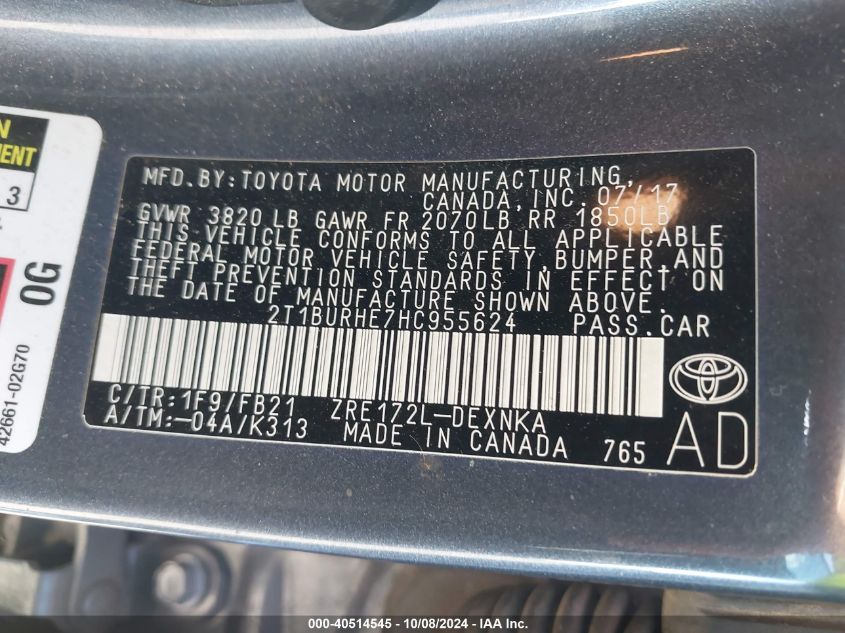 N
MENT
3
OG
42661-02G70
MFD.BY:TOYOTA MOTOR MANUFACTURING,
CANADA,INC. 07/17
GVWR 3820 LB GAWR FR 2070LB RR 1850LB
THIS VEHICLE CONFORMS TO ALL APPLICABLE
FEDERAL MOTOR VEHICLE SAFETY,BUMPER,AND
THEFT PREVENTION STANDARDS IN EFFECT ON
THE DATE OF MANUFACTURE SHOWN ABOVE.
2T1BURHE7HC955624 PASS.CAR
C/TR:1F9/FB21 ZRE172L-DEXNKA
A/TM:-04A/K313 MADE IN CANADA 765
AD
000-40514545 - 10/08/2024 - IAA Inc.